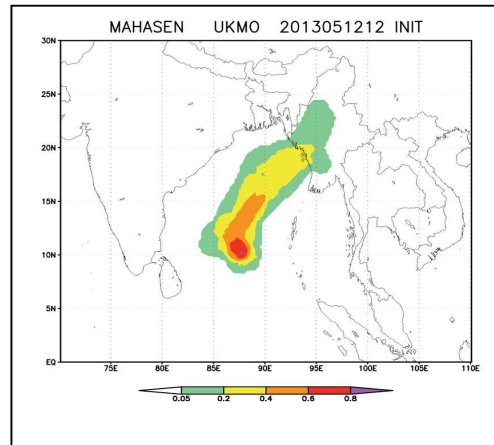 MAHASEN UKMO 2013051212 INIT
30N
25N
20N
15N
10N
5N
EQ
75E 80E 85E 90E 95E 100E 105E 110E
0.05 0.2 0.4 0.6 0.8